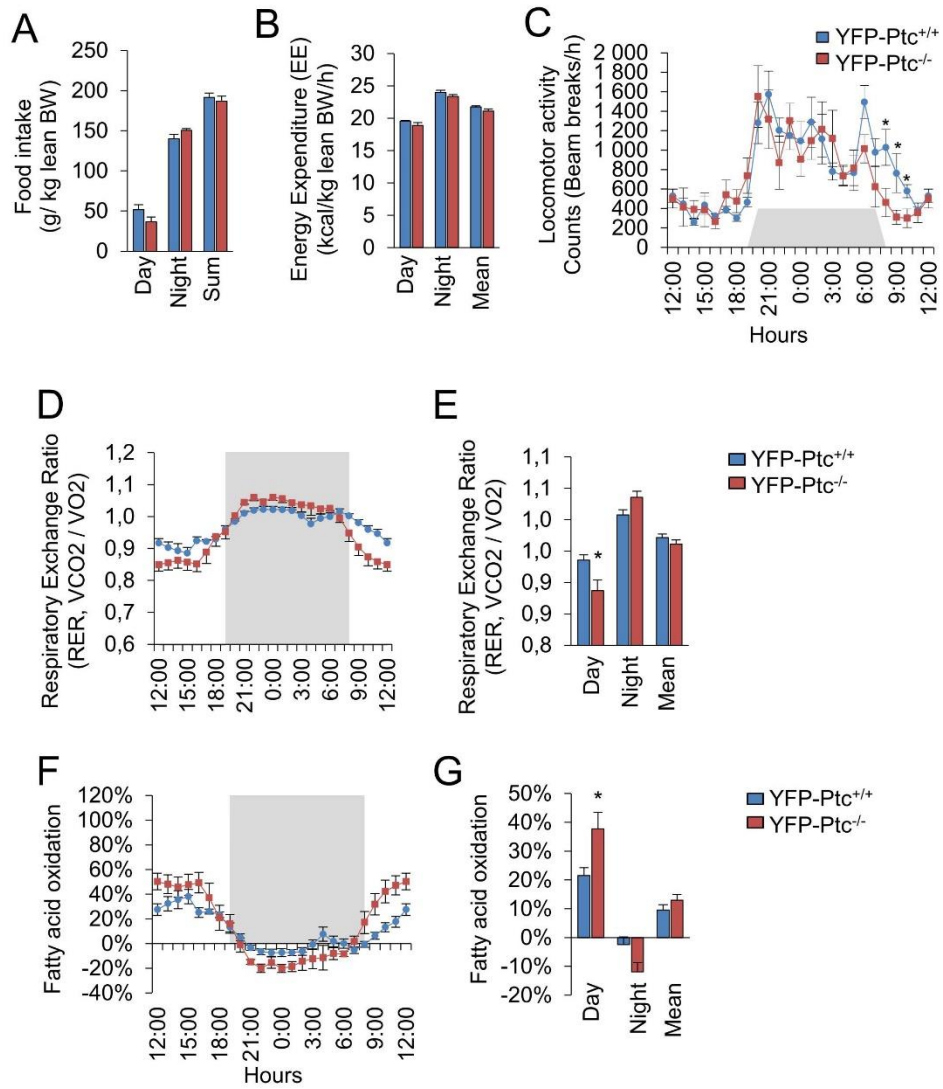 A
Food intake
(g/ kg lean BW)
250
200
150
100
50
0
Day
Night
Sum
B
Energy Expenditure (EE)
(kcal/kg lean BW/h)
30
25
20
15
10
5
0
Day
Night
Mean
C
YFP-Ptc+/+
YFP-Ptc-/-
Locomotor activity
Counts (Beam breaks/h)
2 000
1 800
1 600
1 400
1 200
1 000
800
600
400
200
0
* * *
12:00
15:00
18:00
21:00
0:00
3:00
6:00
9:00
12:00
Hours
D
Respiratory Exchange Ratio
(RER, VCO2 / VO2)
1,2
1,1
1,0
0,9
0,8
0,7
0,6
12:00
15:00
18:00
21:00
0:00
3:00
6:00
9:00
12:00
E
Respiratory Exchange Ratio
(RER, VCO2 / VO2)
1,1
1,1
1,0
1,0
0,9
0,9
0,8
*
Day
Night
Mean
YFP-Ptc+/+
YFP-Ptc-/-
F
Fatty acid oxidation
120%
100%
80%
60%
40%
20%
0%
-20%
-40%
12:00
15:00
18:00
21:00
0:00
3:00
6:00
9:00
12:00
Hours
G
Fatty acid oxidation
50%
40%
30%
20%
10%
0%
-10%
-20%
*
Day
Night
Mean
YFP-Ptc+/+
YFP-Ptc-/-